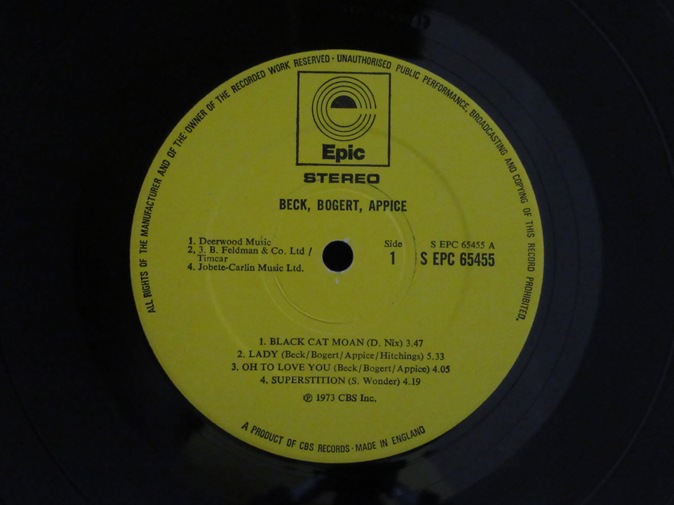 ALL RIGHTS OF THE MANUFACTURER AND OF THE OWNER OF THE RECORDED WORK RESERVED · UNAUTHORISED PUBLIC PERFORMANCE, BROADCASTING AND COPYING OF THIS RECORD PROHIBITED.
Epic
STEREO
BECK, BOGERT, APPICE
1. Deerwood Music
2, 3. B. Feldman & Co. Ltd /
Timcar
4. Jobete-Carlin Music Ltd.
Side
1
S EPC 65455 A
S EPC 65455
1. BLACK CAT MOAN (D. Nix) 3.47
2. LADY (Beck/Bogert/Appice/Hitchings) 5.33
3. OH TO LOVE YOU (Beck/Bogert/Appice) 4.05
4. SUPERSTITION (S. Wonder) 4.19
℗ 1973 CBS Inc.
A PRODUCT OF CBS RECORDS · MADE IN ENGLAND